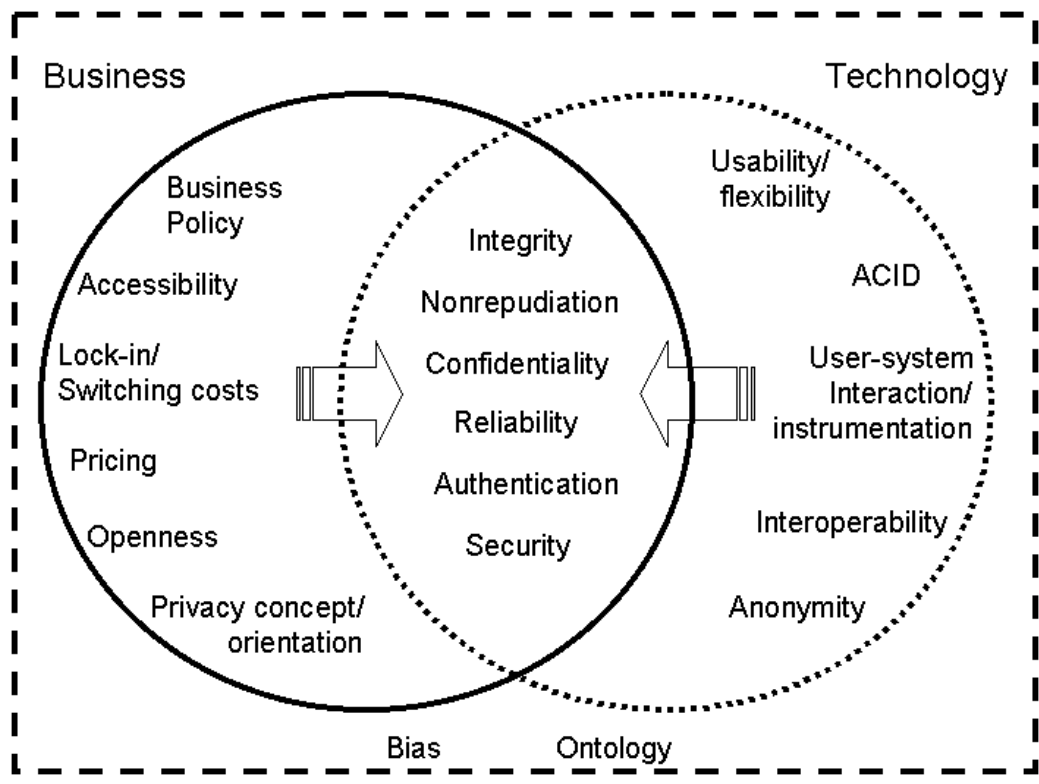 Business
Technology
Business
Policy
Accessibility
Lock-in/
Switching costs
Pricing
Openness
Privacy concept/
orientation
Integrity
Nonrepudiation
Confidentiality
Reliability
Authentication
Security
Usability/
flexibility
ACID
User-system
Interaction/
instrumentation
Interoperability
Anonymity
Bias
Ontology